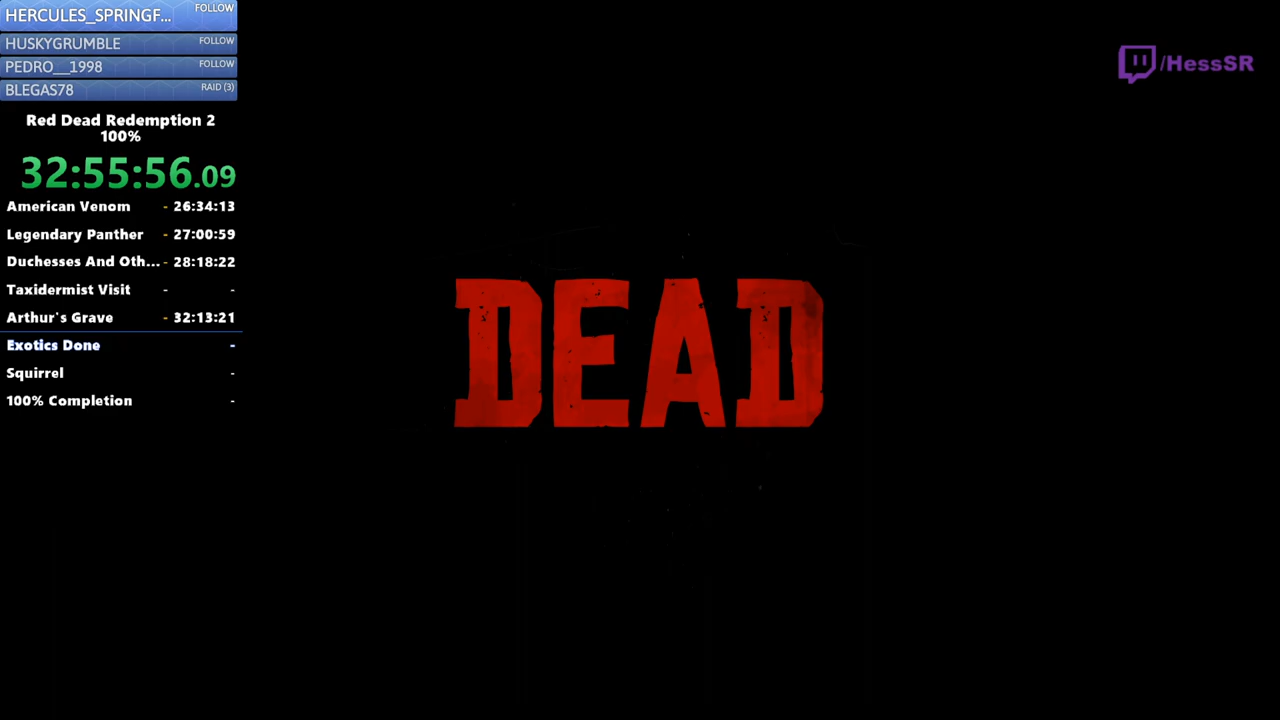 HERCULES_SPRINGF... FOLLOW
HUSKYGRUMBLE FOLLOW
PEDRO__1998 FOLLOW
BLEGAS78 RAID (3)
Red Dead Redemption 2
100%
32:55:56.09
American Venom - 26:34:13
Legendary Panther - 27:00:59
Duchesses And Oth... - 28:18:22
Taxidermist Visit - -
Arthur's Grave - 32:13:21
Exotics Done -
Squirrel -
100% Completion -
DEAD
/HessSR